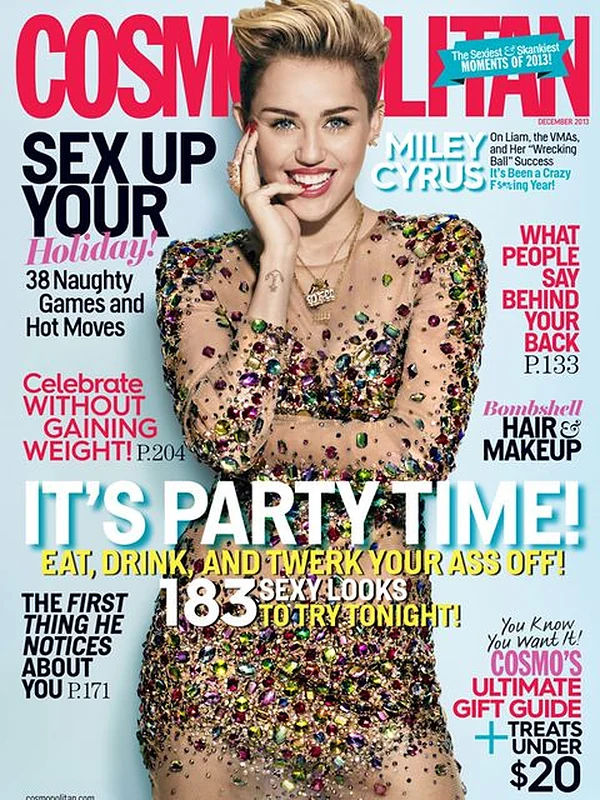 COSMOPOLITAN
The Sexiest & Skankiest
MOMENTS OF 2013!
DECEMBER 2013
SEX UP
YOUR
Holiday!
38 Naughty
Games and
Hot Moves
MILEY
CYRUS
On Liam, the VMAs,
and Her "Wrecking
Ball" Success
It's Been a Crazy
F$*%ing Year!
WHAT
PEOPLE
SAY
BEHIND
YOUR
BACK
P.133
Celebrate
WITHOUT
GAINING
WEIGHT! P.204
Bombshell
HAIR &
MAKEUP
IT'S PARTY TIME!
EAT, DRINK, AND TWERK YOUR ASS OFF!
183 SEXY LOOKS
TO TRY TONIGHT!
THE FIRST
THING HE
NOTICES
ABOUT
YOU P.171
You Know
You Want It!
COSMO'S
ULTIMATE
GIFT GUIDE
+ TREATS
UNDER
$20
cosmopolitan.com